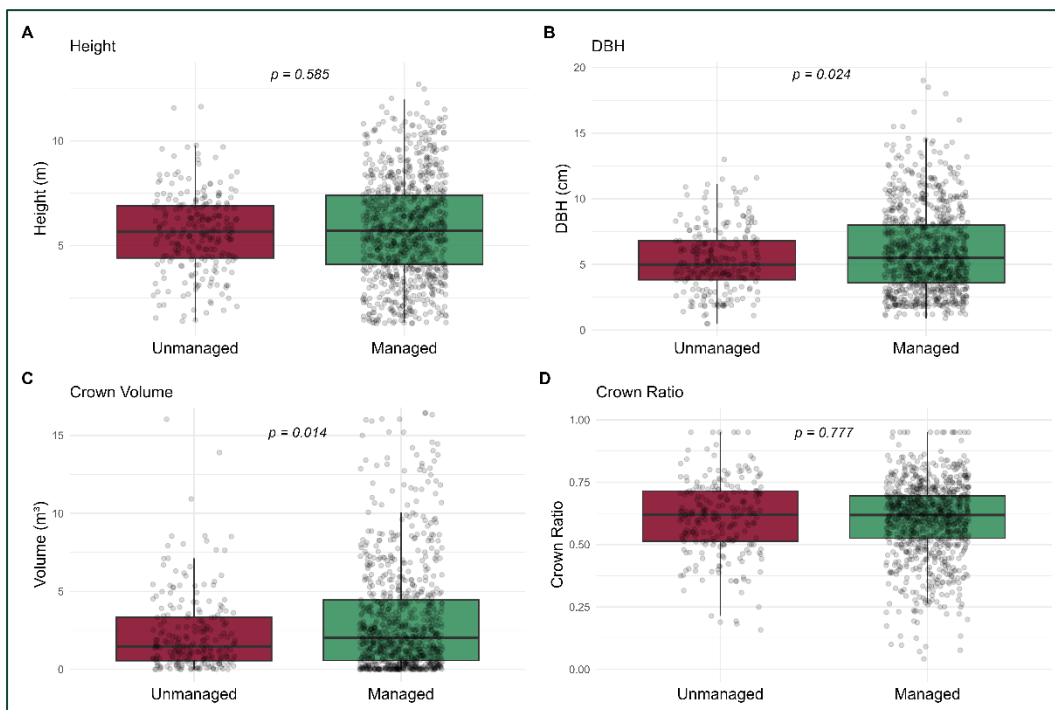 A
Height
p = 0.585
Height (m)
10
5
Unmanaged
Managed
B
DBH
p = 0.024
DBH (cm)
20
15
10
5
0
Unmanaged
Managed
C
Crown Volume
p = 0.014
Volume (m³)
15
10
5
0
Unmanaged
Managed
D
Crown Ratio
p = 0.777
Crown Ratio
1.00
0.75
0.50
0.25
0.00
Unmanaged
Managed